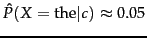 P̂(X = the|c) ≈ 0.05